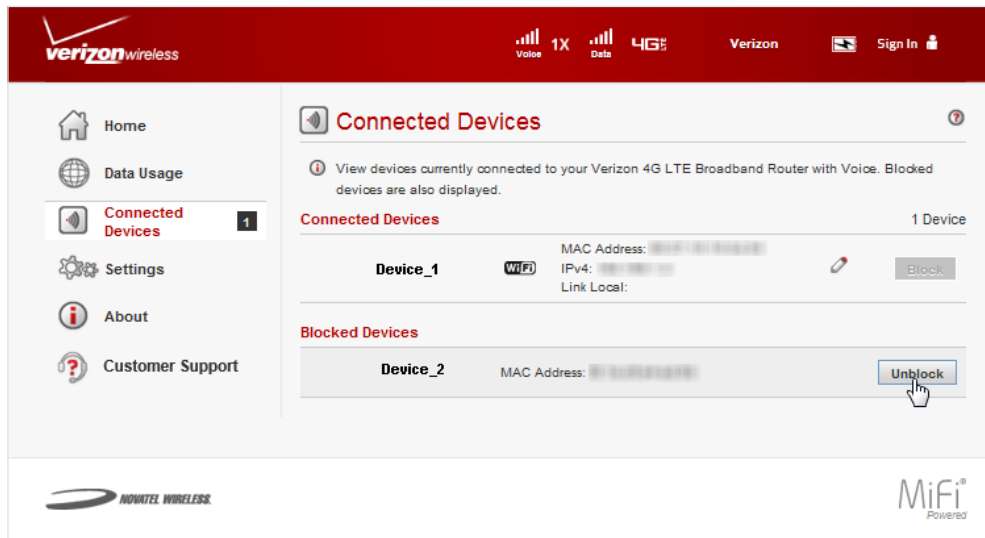 verizonwireless
Voice 1X Data 4G LTE Verizon Sign In
Home
Data Usage
Connected Devices 1
Settings
About
Customer Support
Connected Devices ?
View devices currently connected to your Verizon 4G LTE Broadband Router with Voice. Blocked
devices are also displayed.
Connected Devices 1 Device
Device_1 WiFi MAC Address:
IPv4:
Link Local:
Block
Blocked Devices
Device_2 MAC Address: Unblock
NOVATEL WIRELESS.
MiFi®
Powered